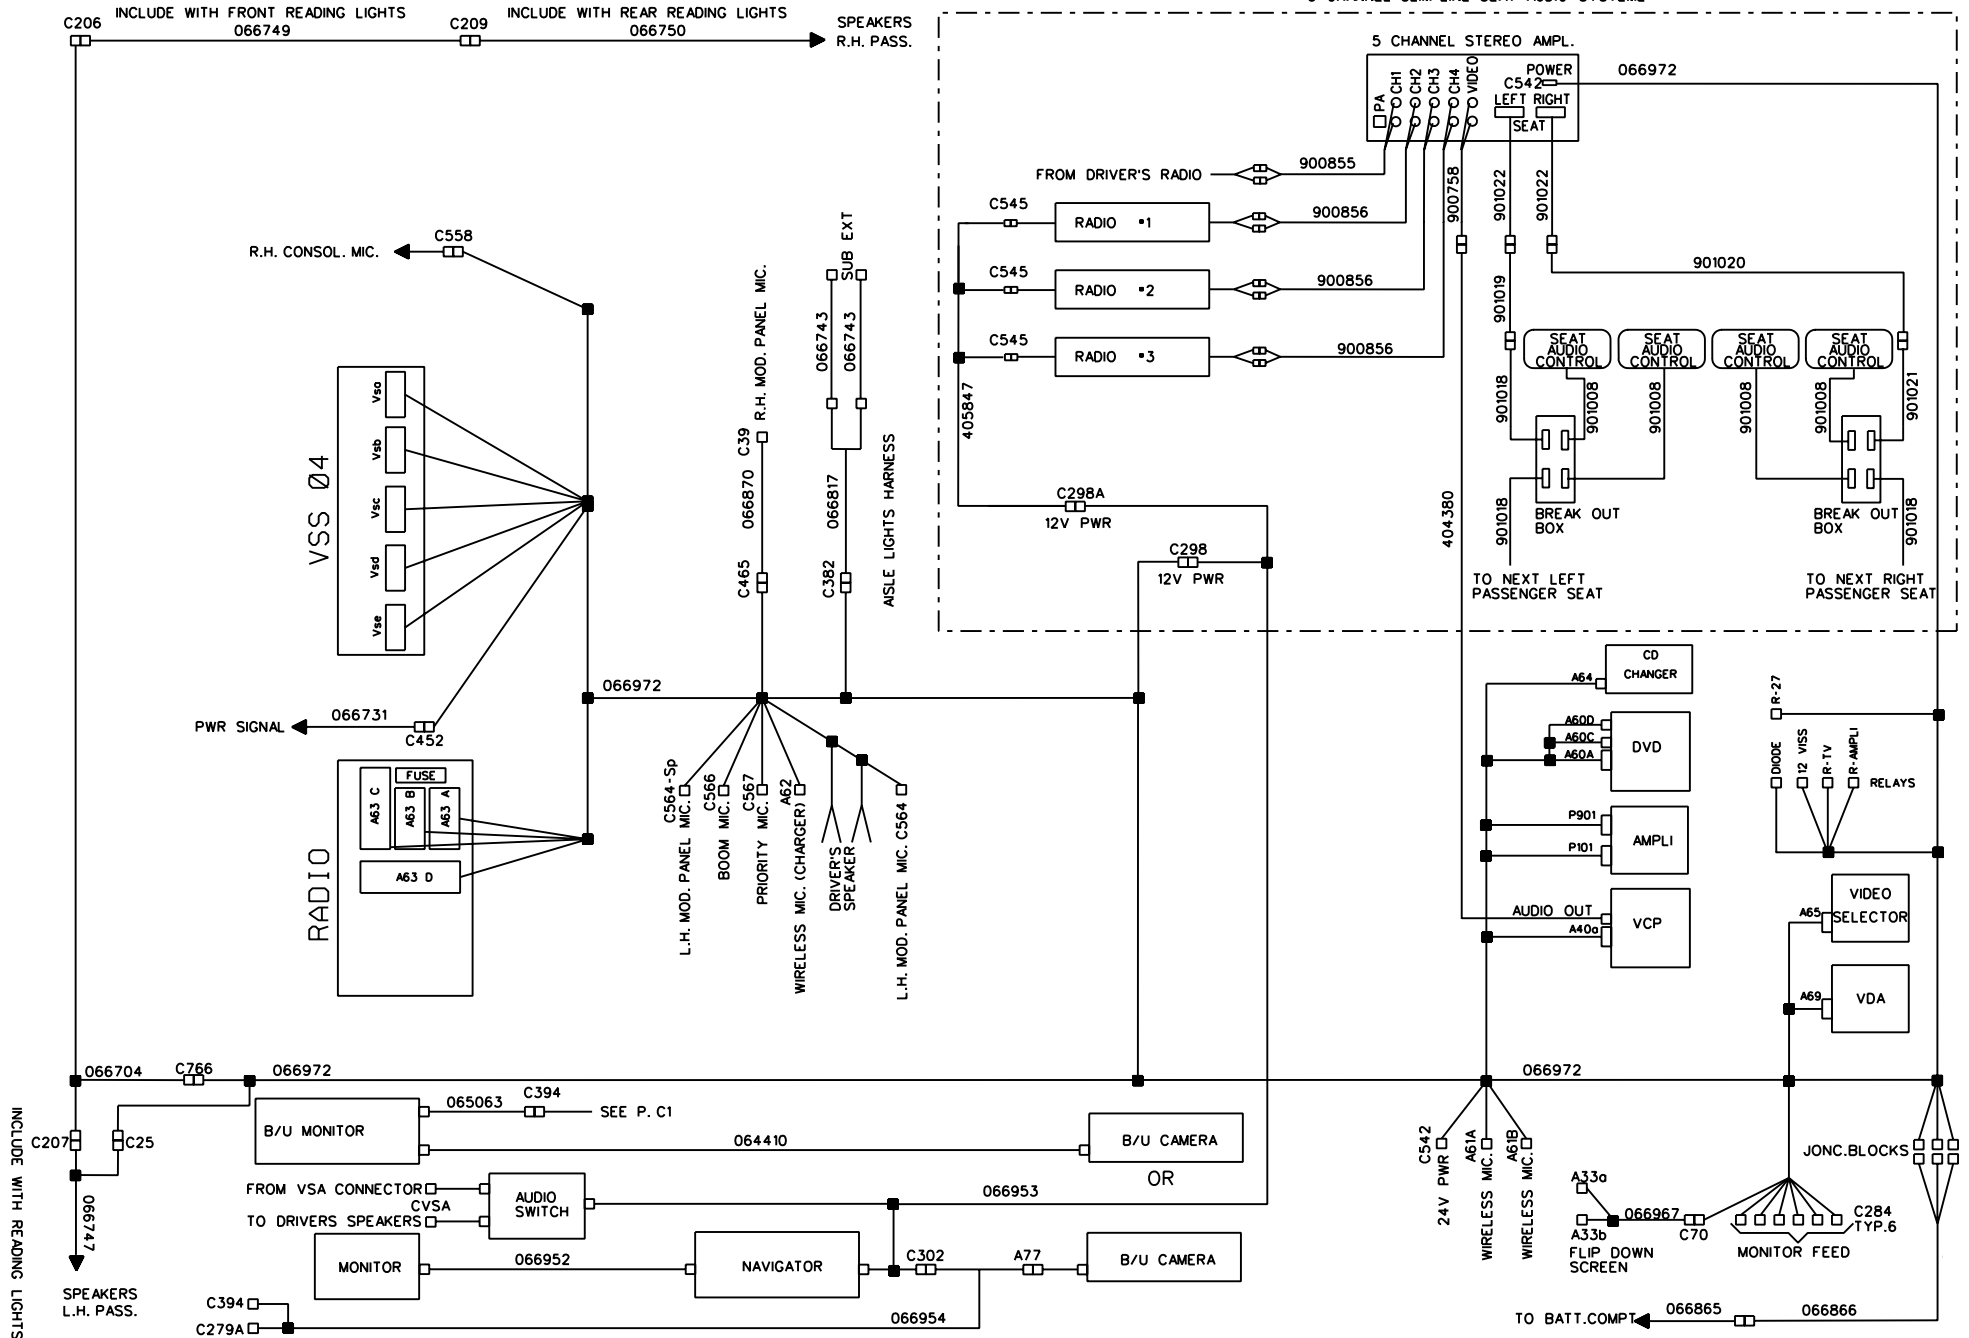 INCLUDE WITH FRONT READING LIGHTS
INCLUDE WITH REAR READING LIGHTS
C206
066749
C209
066750
SPEAKERS
R.H. PASS.
5 CHANNEL STEREO AMPL.
PA
CH1
CH2
CH3
CH4
VIDEO
POWER
C542
LEFT RIGHT
SEAT
066972
FROM DRIVER'S RADIO
900855
900758
901022
901022
C545
RADIO •1
900856
C545
RADIO •2
900856
C545
RADIO •3
900856
405847
901020
901019
SEAT
AUDIO
CONTROL
SEAT
AUDIO
CONTROL
SEAT
AUDIO
CONTROL
SEAT
AUDIO
CONTROL
901018
901008
901008
901008
901008
901021
BREAK OUT
BOX
BREAK OUT
BOX
901018
901018
TO NEXT LEFT
PASSENGER SEAT
TO NEXT RIGHT
PASSENGER SEAT
404380
C298A
12V PWR
C298
12V PWR
R.H. CONSOL. MIC.
C558
VSS 04
Vsa
Vsb
Vsc
Vsd
Vse
R.H. MOD. PANEL MIC.
C39
066870
C465
SUB EXT
066743
066743
066817
C382
AISLE LIGHTS HARNESS
066972
PWR SIGNAL
066731
C452
RADIO
FUSE
A63 C
A63 B
A63 A
A63 D
L.H. MOD. PANEL MIC.
C564-Sp
BOOM MIC.
C566
PRIORITY MIC.
C567
WIRELESS MIC. (CHARGER)
A62
DRIVER'S
SPEAKER
L.H. MOD. PANEL MIC. C564
A64
CD
CHANGER
A60D
A60C
A60A
DVD
P901
P101
AMPLI
AUDIO OUT
A40a
VCP
R-27
DIODE
12 VISS
R-TV
R-AMPLI
RELAYS
A65
VIDEO
SELECTOR
A69
VDA
066704
C766
066972
066972
C207
C25
066747
SPEAKERS
L.H. PASS.
INCLUDE WITH READING LIGHTS
B/U MONITOR
065063
C394
SEE P. C1
064410
B/U CAMERA
OR
FROM VSA CONNECTOR
CVSA
TO DRIVERS SPEAKERS
AUDIO
SWITCH
066953
MONITOR
066952
NAVIGATOR
C302
A77
B/U CAMERA
C394
C279A
066954
C542
24V PWR
A61A
WIRELESS MIC.
A61B
WIRELESS MIC.
JONC.BLOCKS
A33a
A33b
066967
C70
FLIP DOWN
SCREEN
C284
TYP.6
MONITOR FEED
TO BATT.COMPT
066865
066866